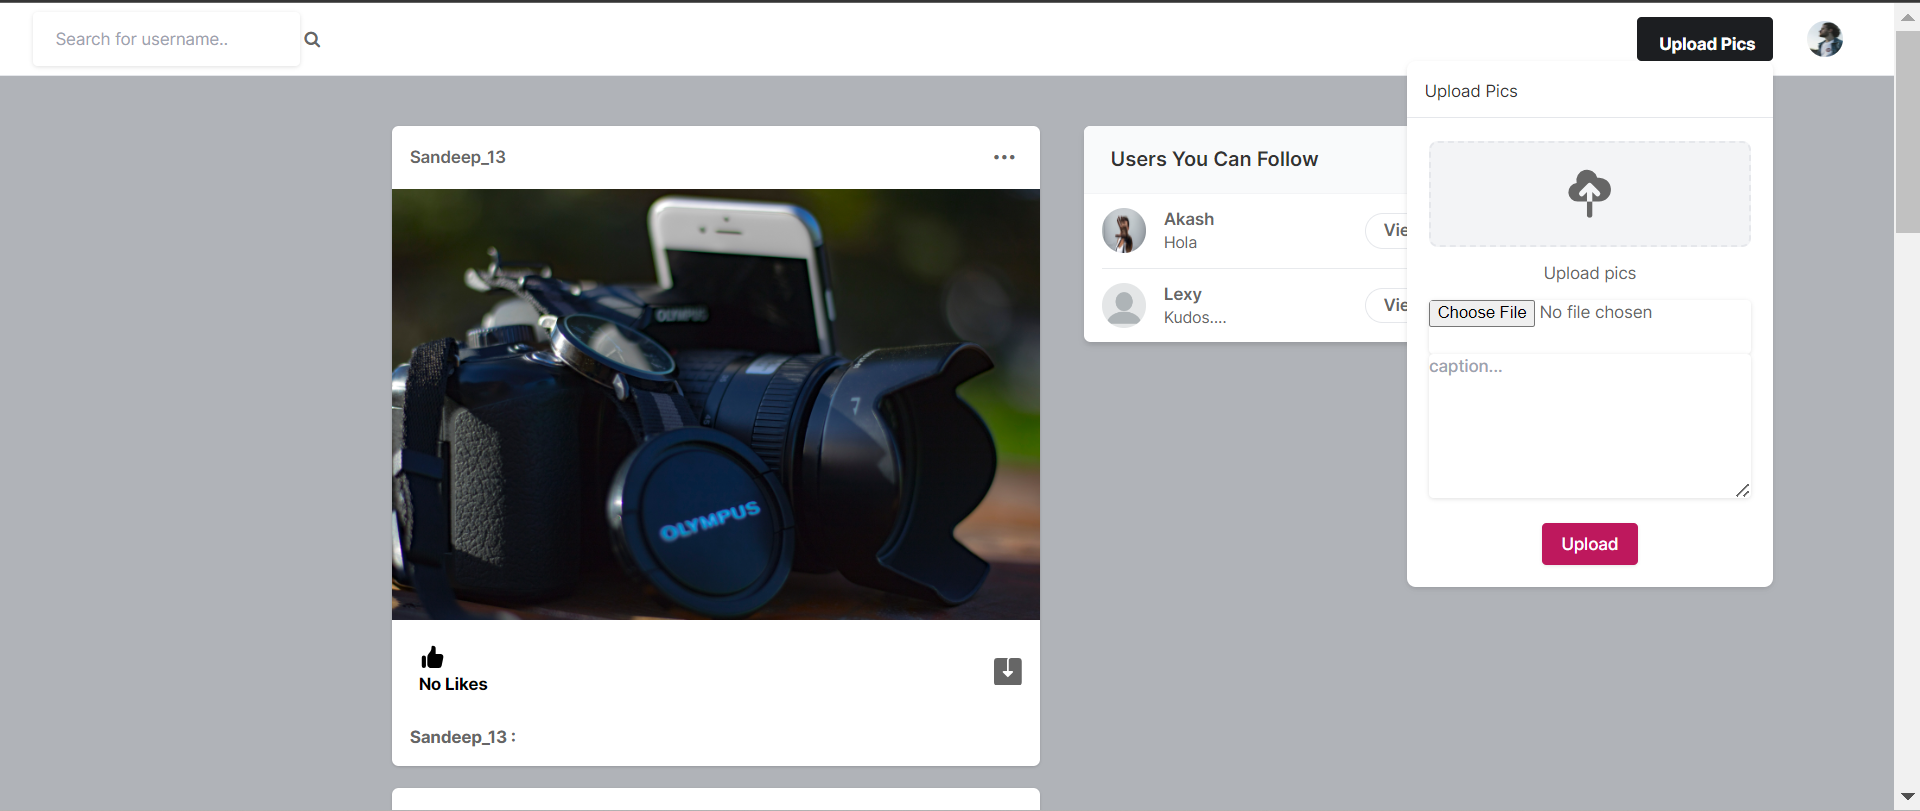 Search for username..
Upload Pics
Upload Pics
Sandeep_13
Users You Can Follow
Akash
Hola
Vie
Lexy
Kudos....
Vie
Upload pics
Choose File No file chosen
caption...
Upload
OLYMPUS
OLYMPUS
7
No Likes
Sandeep_13 :